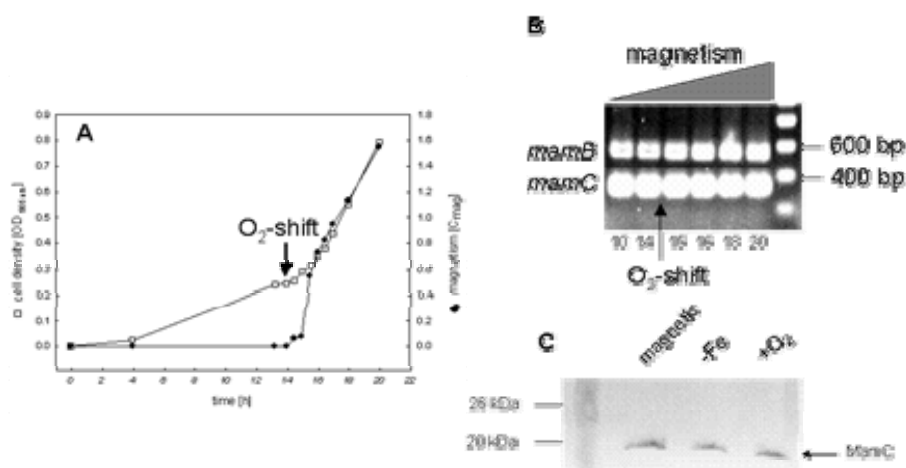 A
0.9
0.8
0.7
0.6
0.5
0.4
0.3
0.2
0.1
0.0
cell density [OD
O₂-shift
1.8
1.6
1.4
1.2
1.0
0.8
0.6
0.4
0.2
0.0
magnetism [Cmag]
0 2 4 6 8 10 12 14 16 18 20 22
time [h]
B
magnetism
mamB
mamC
600 bp
400 bp
10 14 15 16 18 20
O₂-shift
C
magnetic
-Fe
+O₂
26 kDa
20 kDa
MamC